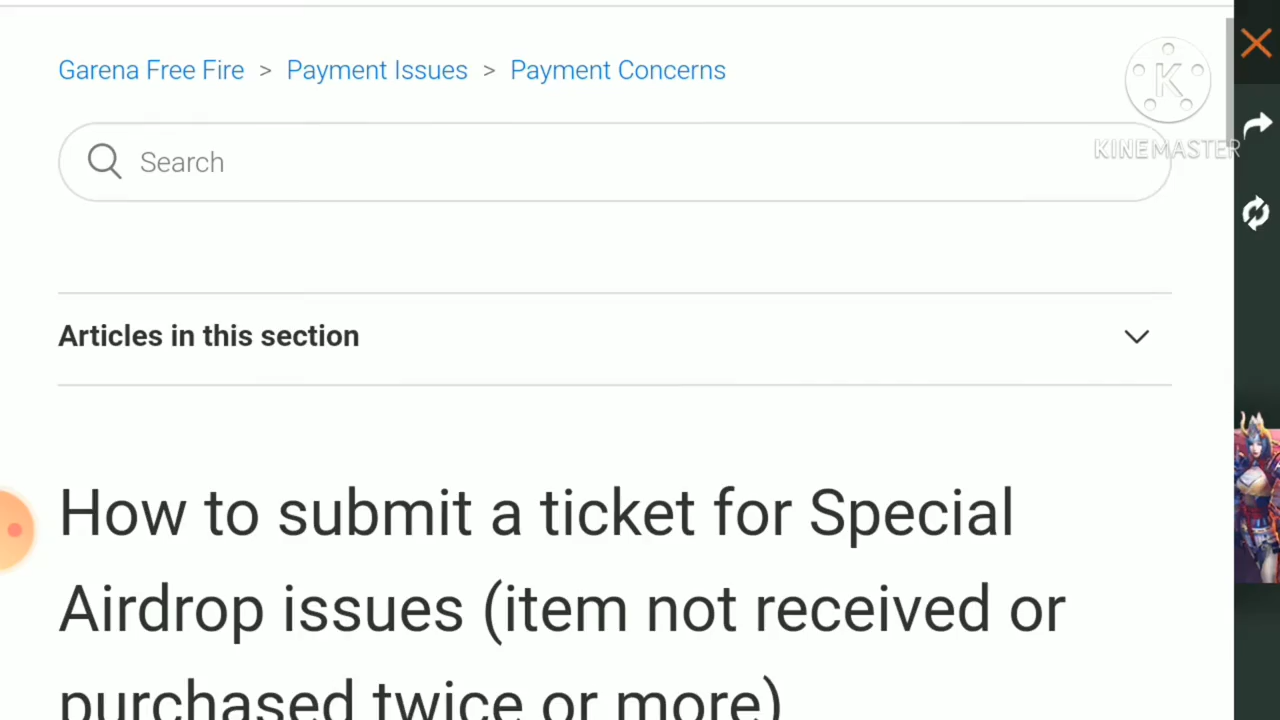 Garena Free Fire > Payment Issues > Payment Concerns
K
KINEMASTER
Search
Articles in this section
How to submit a ticket for Special
Airdrop issues (item not received or
purchased twice or more)